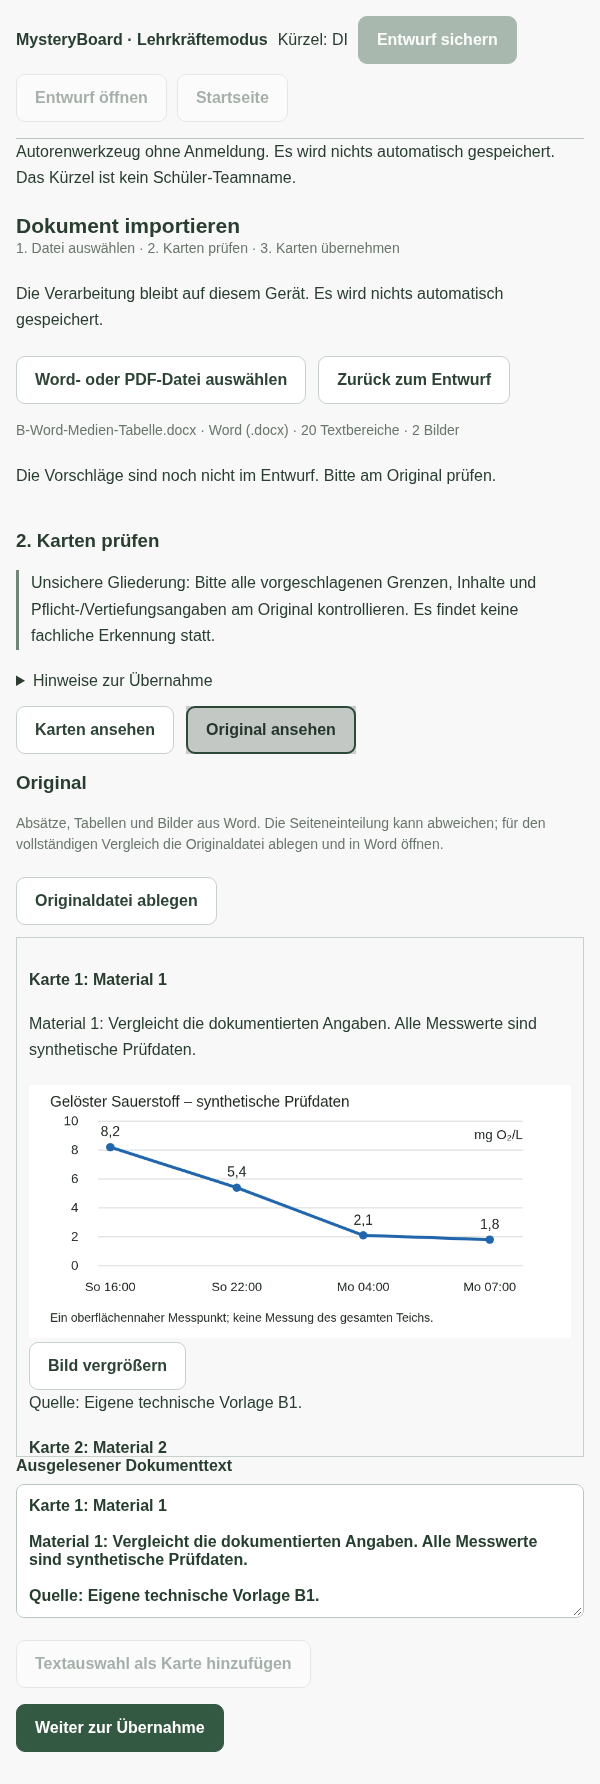 MysteryBoard · Lehrkräftemodus Kürzel: DI Entwurf sichern
Entwurf öffnen Startseite
Autorenwerkzeug ohne Anmeldung. Es wird nichts automatisch gespeichert.
Das Kürzel ist kein Schüler-Teamname.
Dokument importieren
1. Datei auswählen · 2. Karten prüfen · 3. Karten übernehmen
Die Verarbeitung bleibt auf diesem Gerät. Es wird nichts automatisch
gespeichert.
Word- oder PDF-Datei auswählen Zurück zum Entwurf
B-Word-Medien-Tabelle.docx · Word (.docx) · 20 Textbereiche · 2 Bilder
Die Vorschläge sind noch nicht im Entwurf. Bitte am Original prüfen.
2. Karten prüfen
Unsichere Gliederung: Bitte alle vorgeschlagenen Grenzen, Inhalte und
Pflicht-/Vertiefungsangaben am Original kontrollieren. Es findet keine
fachliche Erkennung statt.
Hinweise zur Übernahme
Karten ansehen Original ansehen
Original
Absätze, Tabellen und Bilder aus Word. Die Seiteneinteilung kann abweichen; für den
vollständigen Vergleich die Originaldatei ablegen und in Word öffnen.
Originaldatei ablegen
Karte 1: Material 1
Material 1: Vergleicht die dokumentierten Angaben. Alle Messwerte sind
synthetische Prüfdaten.
Gelöster Sauerstoff – synthetische Prüfdaten
10
8,2
mg O₂/L
8
5,4
6
4
2,1
1,8
2
0
So 16:00 So 22:00 Mo 04:00 Mo 07:00
Ein oberflächennaher Messpunkt; keine Messung des gesamten Teichs.
Bild vergrößern
Quelle: Eigene technische Vorlage B1.
Karte 2: Material 2
Ausgelesener Dokumenttext
Karte 1: Material 1
Material 1: Vergleicht die dokumentierten Angaben. Alle Messwerte
sind synthetische Prüfdaten.
Quelle: Eigene technische Vorlage B1.
Textauswahl als Karte hinzufügen
Weiter zur Übernahme